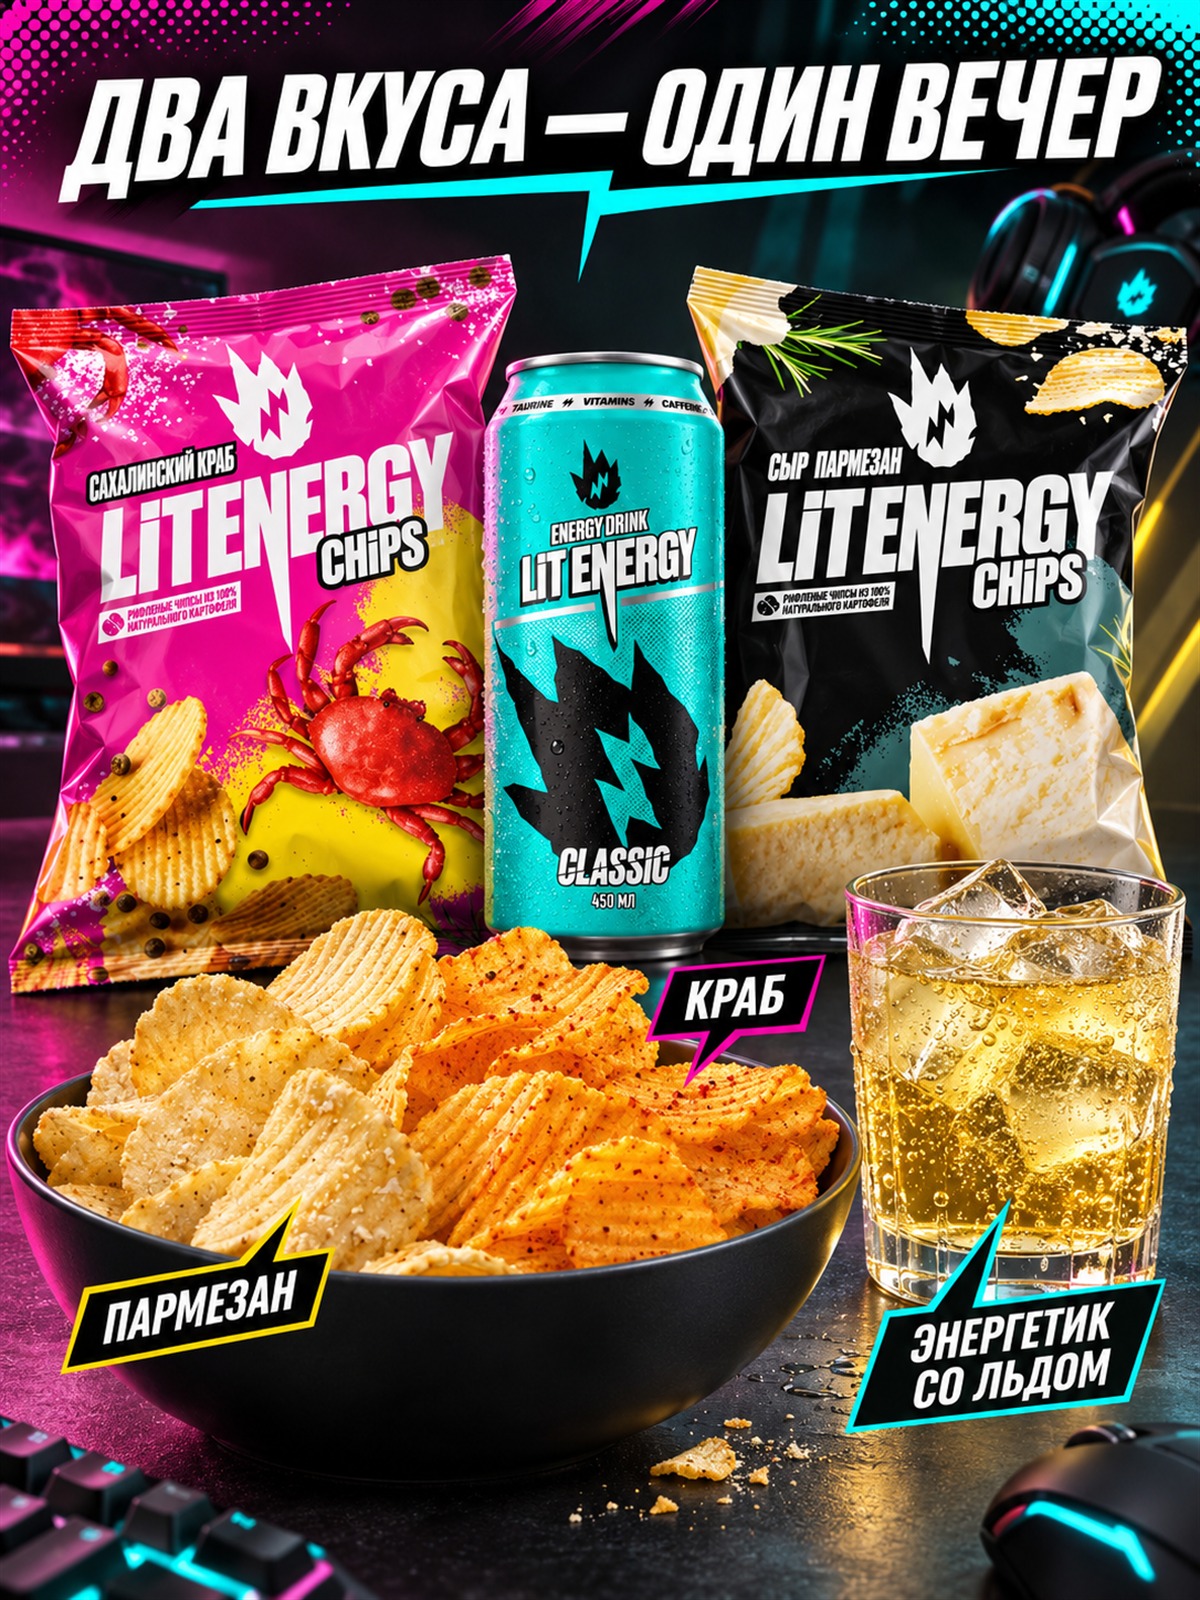 ДВА ВКУСА — ОДИН ВЕЧЕР
САХАЛИНСКИЙ КРАБ
LiTENERGY
CHiPS
РИФЛЕНЫЕ ЧИПСЫ ИЗ 100%
НАТУРАЛЬНОГО КАРТОФЕЛЯ
TAURINE VITAMINS CAFFEINE
ENERGY DRINK
LiT ENERGY
CLASSIC
450 МЛ
СЫР ПАРМЕЗАН
LiTENERGY
CHiPS
РИФЛЕНЫЕ ЧИПСЫ ИЗ 100%
НАТУРАЛЬНОГО КАРТОФЕЛЯ
КРАБ
ПАРМЕЗАН
ЭНЕРГЕТИК
СО ЛЬДОМ